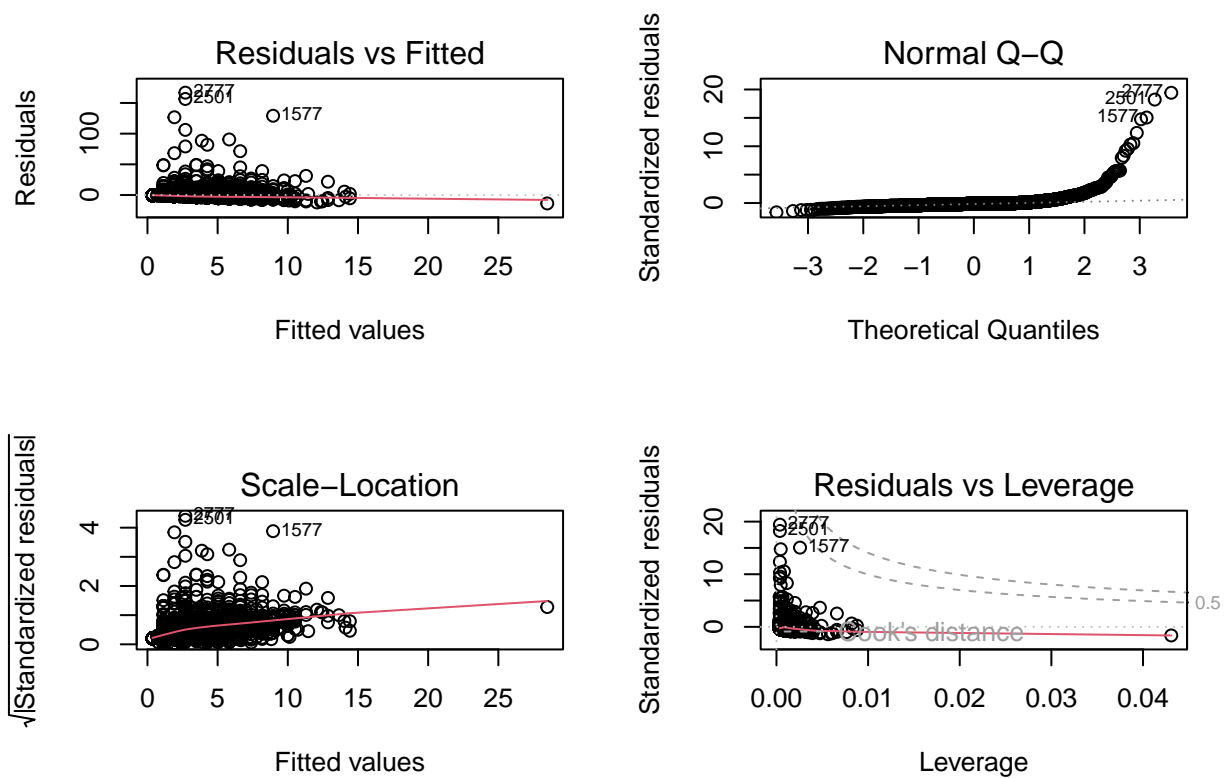 Residuals vs Fitted
Residuals
0 100
2777
2501
1577
0 5 10 15 20 25
Fitted values
Normal Q−Q
Standardized residuals
0 10 20
2777
2501
1577
−3 −2 −1 0 1 2 3
Theoretical Quantiles
Scale−Location
√|Standardized residuals|
0 2 4
2777
2501
1577
0 5 10 15 20 25
Fitted values
Residuals vs Leverage
Standardized residuals
0 10 20
2777
2501
1577
0.5
Cook's distance
0.00 0.01 0.02 0.03 0.04
Leverage